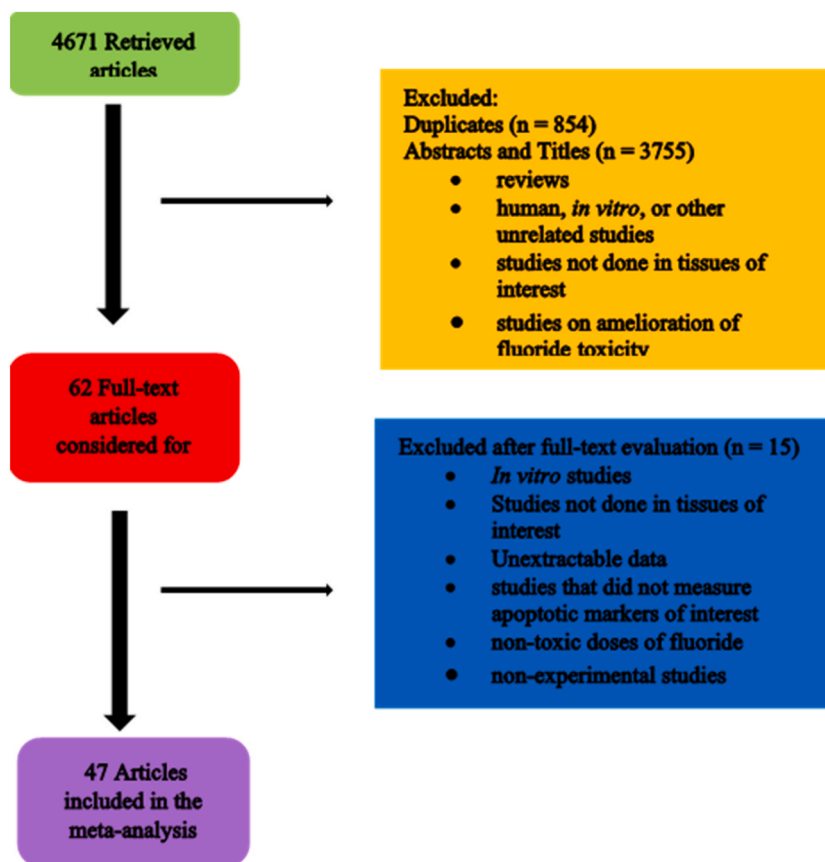 4671 Retrieved
articles
Excluded:
Duplicates (n = 854)
Abstracts and Titles (n = 3755)
• reviews
• human, in vitro, or other
unrelated studies
• studies not done in tissues of
interest
• studies on amelioration of
fluoride toxicity
62 Full-text
articles
considered for
Excluded after full-text evaluation (n = 15)
• In vitro studies
• Studies not done in tissues of
interest
• Unextractable data
• studies that did not measure
apoptotic markers of interest
• non-toxic doses of fluoride
• non-experimental studies
47 Articles
included in the
meta-analysis